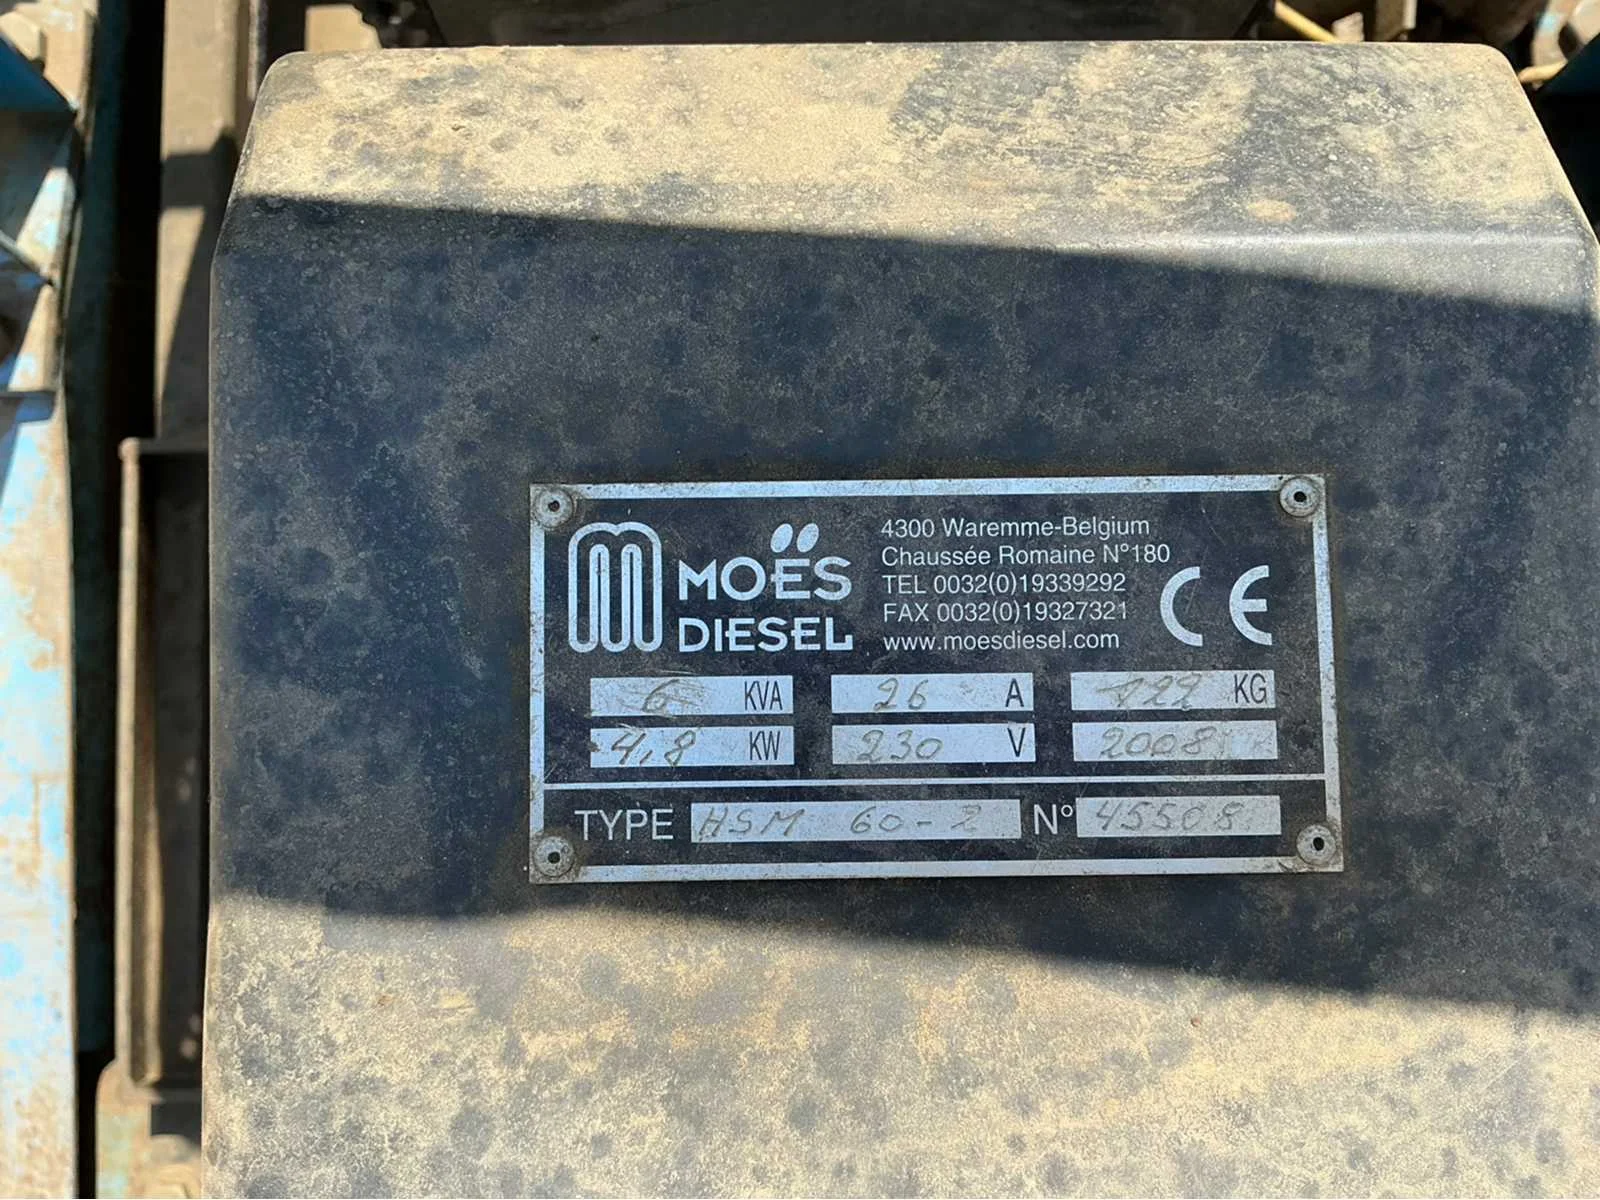 MOËS
DIESEL
4300 Waremme-Belgium
Chaussée Romaine N°180
TEL 0032(0)19339292
FAX 0032(0)19327321
www.moesdiesel.com
CE
6 KVA 26 A 122 KG
4,8 KW 230 V 2008
TYPE HSM 60-2 N° 45508